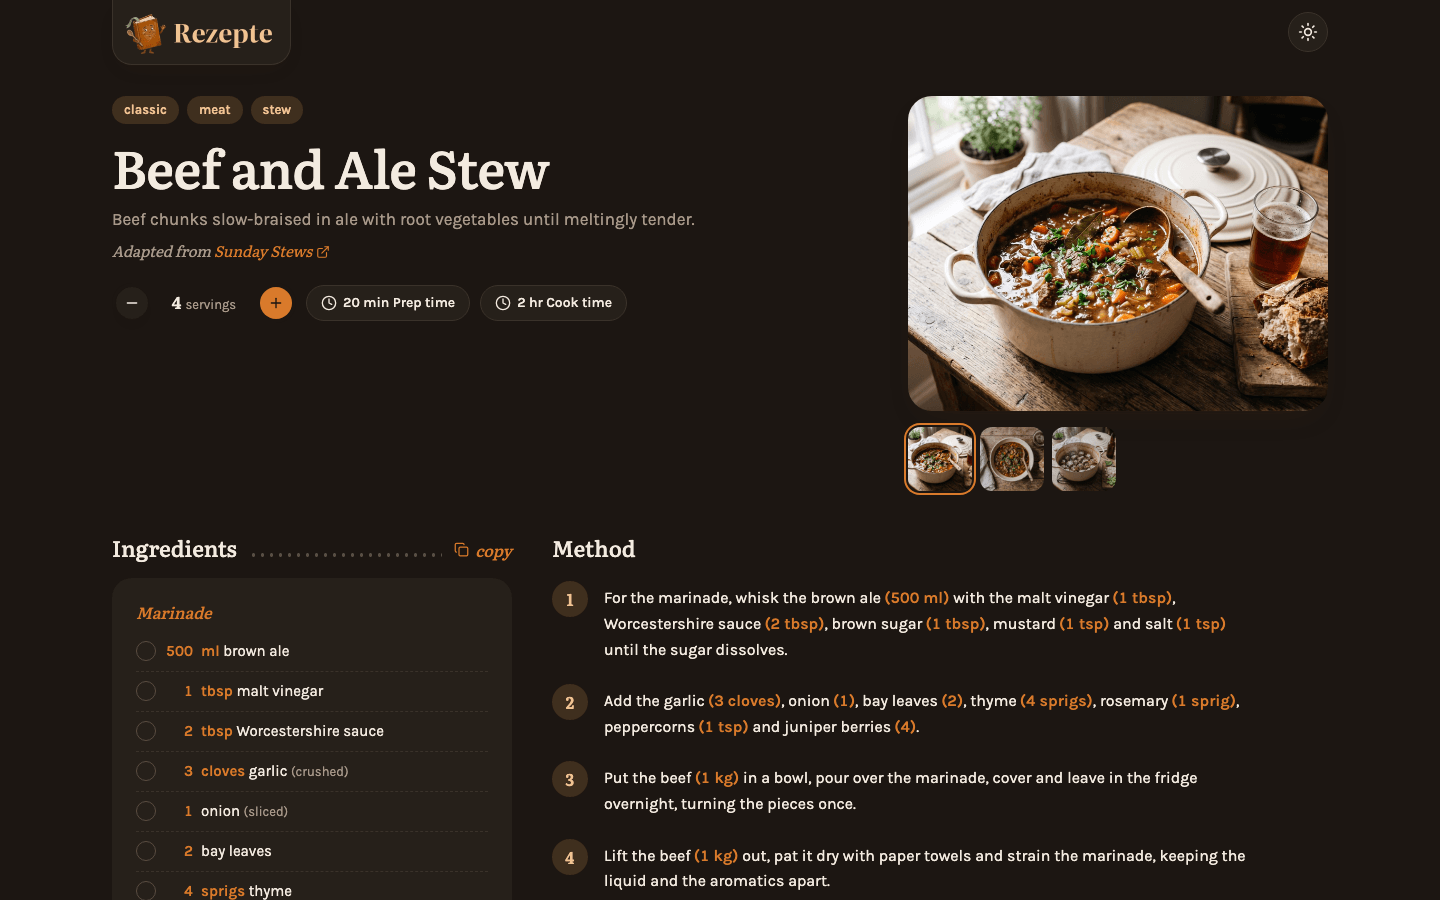 Rezepte
classic meat stew
Beef and Ale Stew
Beef chunks slow-braised in ale with root vegetables until meltingly tender.
Adapted from Sunday Stews
− 4 servings + 20 min Prep time 2 hr Cook time
Ingredients copy
Marinade
500 ml brown ale
1 tbsp malt vinegar
2 tbsp Worcestershire sauce
3 cloves garlic (crushed)
1 onion (sliced)
2 bay leaves
4 sprigs thyme
Method
1 For the marinade, whisk the brown ale (500 ml) with the malt vinegar (1 tbsp),
Worcestershire sauce (2 tbsp), brown sugar (1 tbsp), mustard (1 tsp) and salt (1 tsp)
until the sugar dissolves.
2 Add the garlic (3 cloves), onion (1), bay leaves (2), thyme (4 sprigs), rosemary (1 sprig),
peppercorns (1 tsp) and juniper berries (4).
3 Put the beef (1 kg) in a bowl, pour over the marinade, cover and leave in the fridge
overnight, turning the pieces once.
4 Lift the beef (1 kg) out, pat it dry with paper towels and strain the marinade, keeping the
liquid and the aromatics apart.